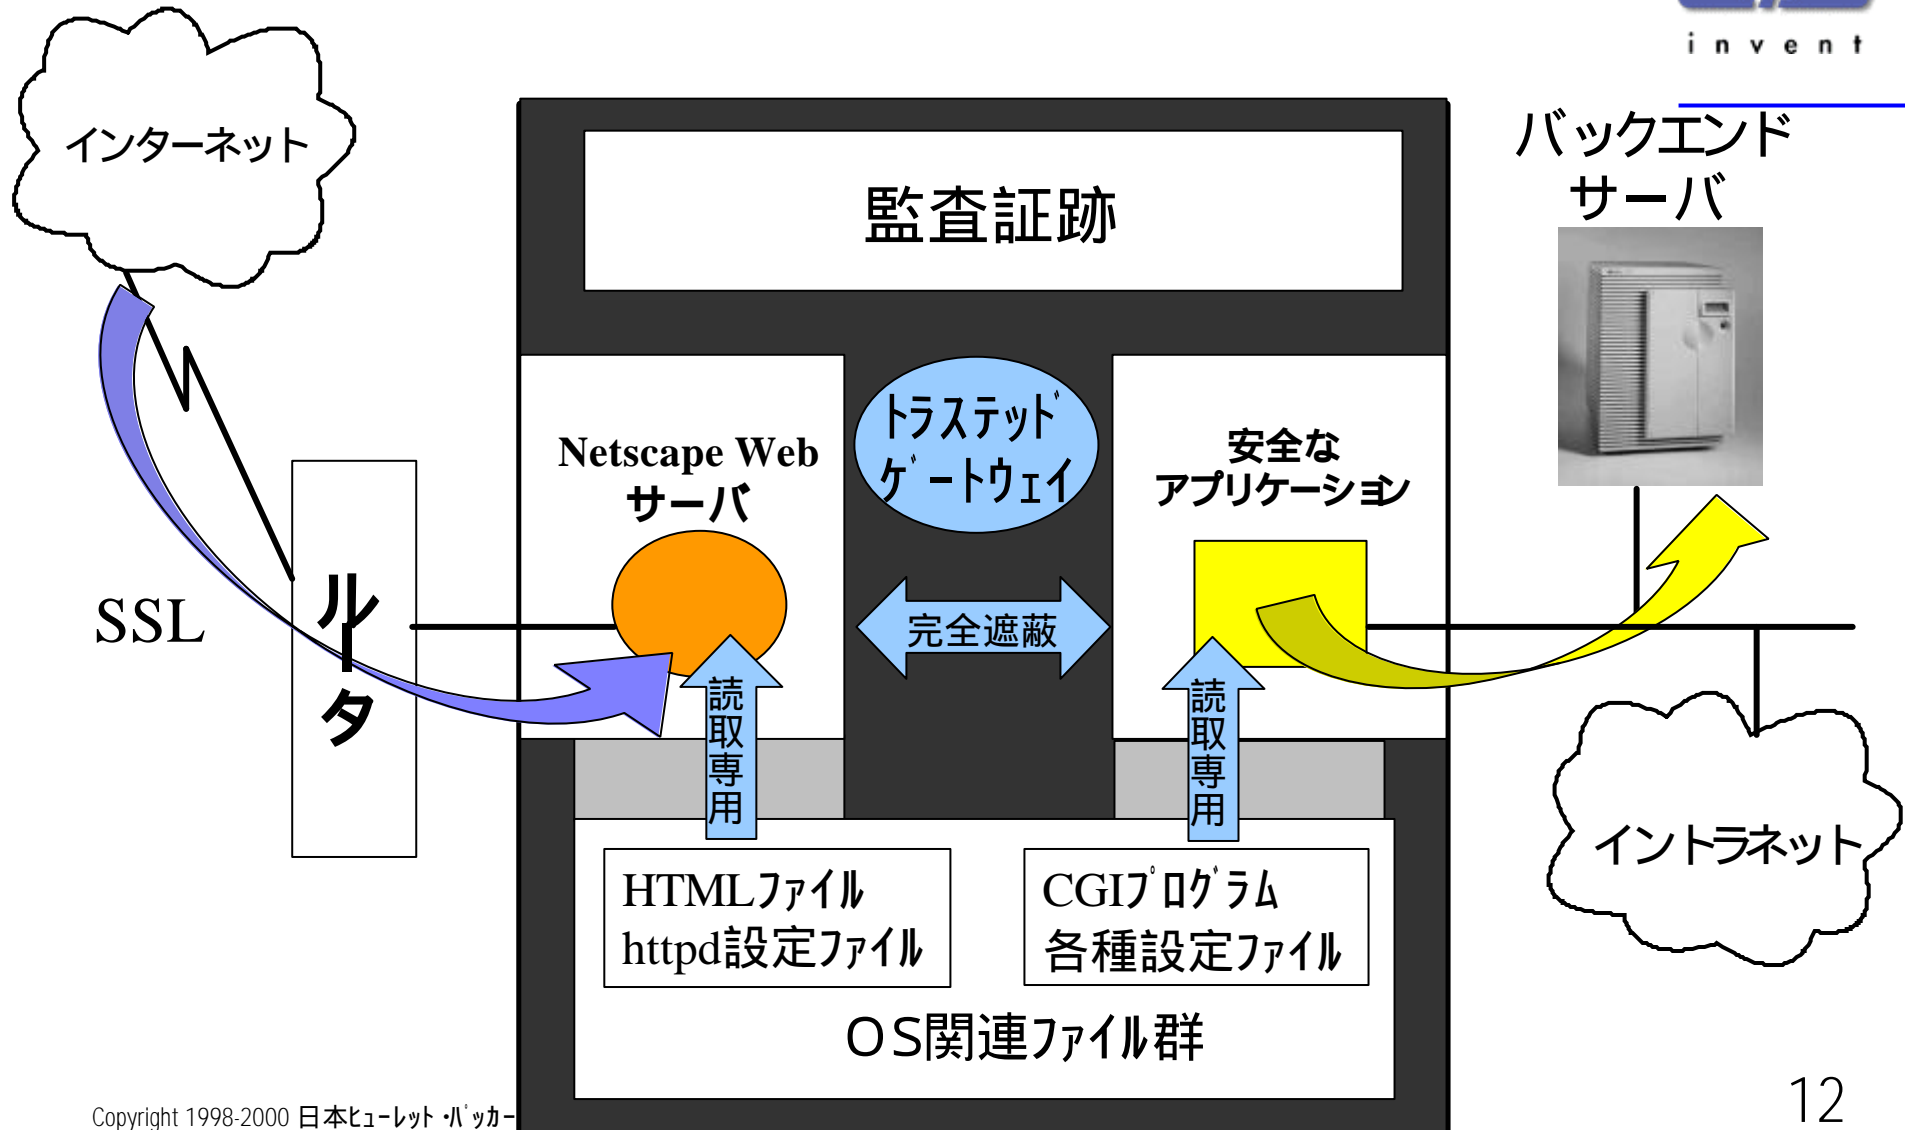 invent
インターネット
バックエンド
サーバ
監査証跡
トラステッド
ゲートウェイ
Netscape Web
サーバ
安全な
アプリケーション
SSL
ルータ
完全遮蔽
読取専用
読取専用
HTMLファイル
httpd設定ファイル
CGIプログラム
各種設定ファイル
イントラネット
OS関連ファイル群
Copyright 1998-2000 日本ヒューレット・パッカー
12